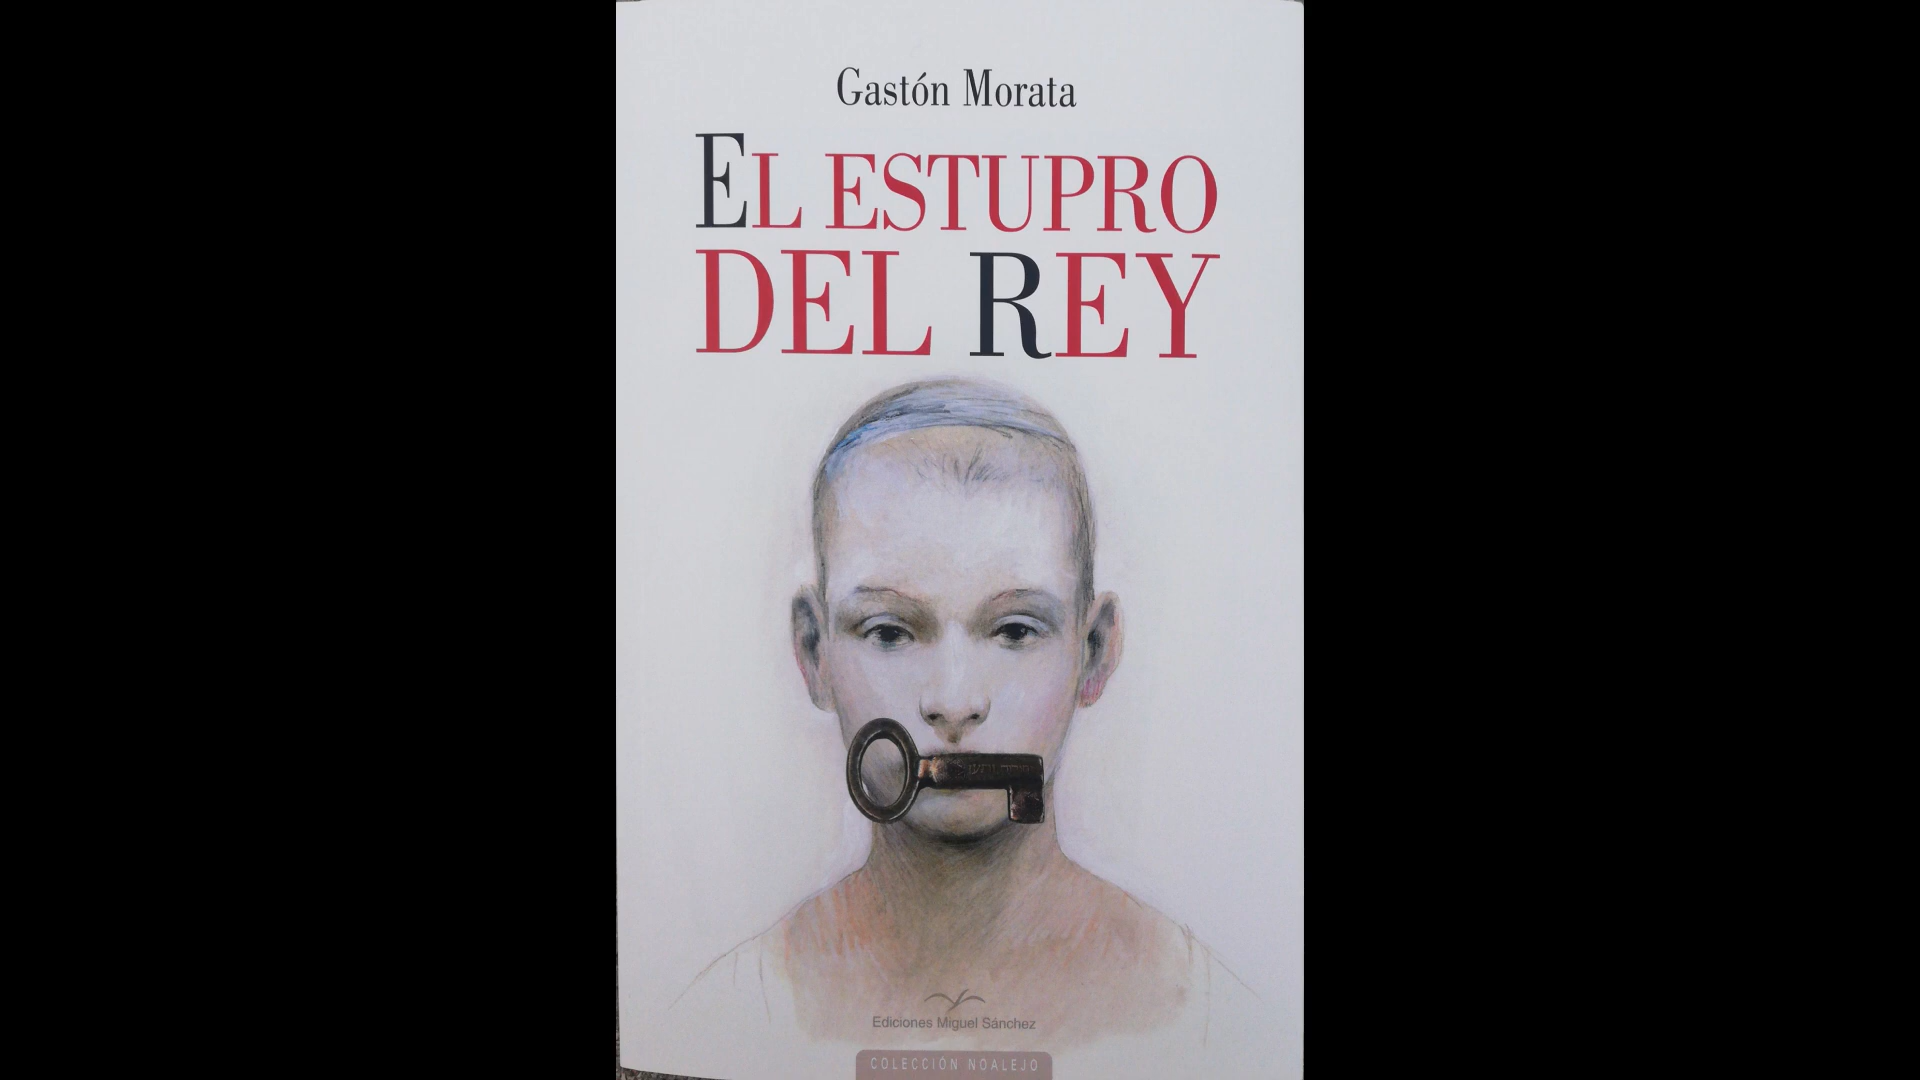 Gastón Morata
EL ESTUPRO
DEL REY
Ediciones Miguel Sánchez
COLECCIÓN NOALEJO